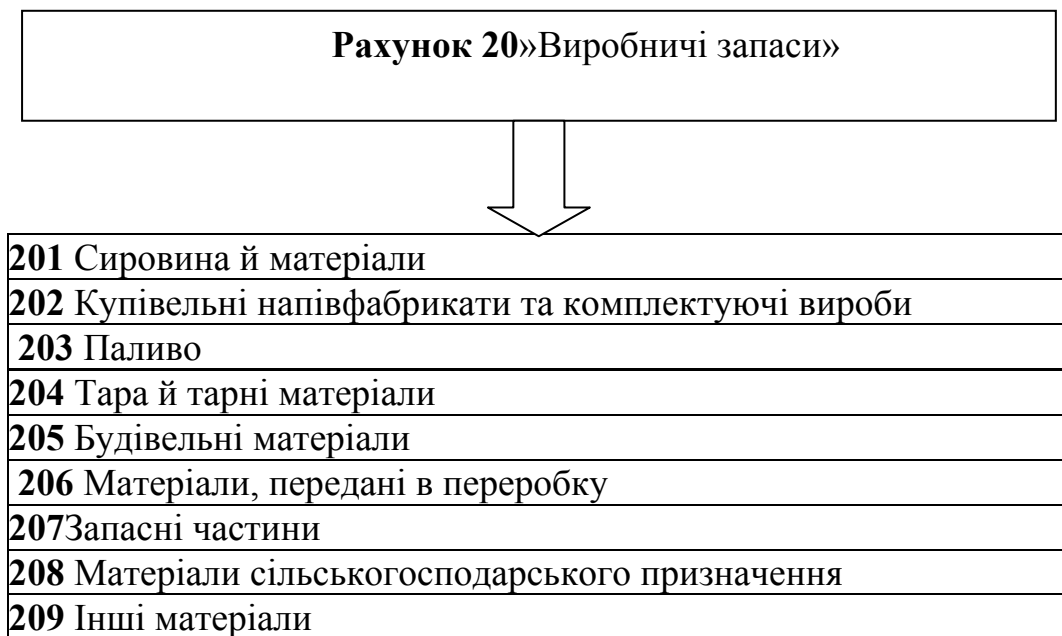 Рахунок 20»Виробничі запаси»
201 Сировина й матеріали
202 Купівельні напівфабрикати та комплектуючі вироби
203 Паливо
204 Тара й тарні матеріали
205 Будівельні матеріали
206 Матеріали, передані в переробку
207Запасні частини
208 Матеріали сільськогосподарського призначення
209 Інші матеріали